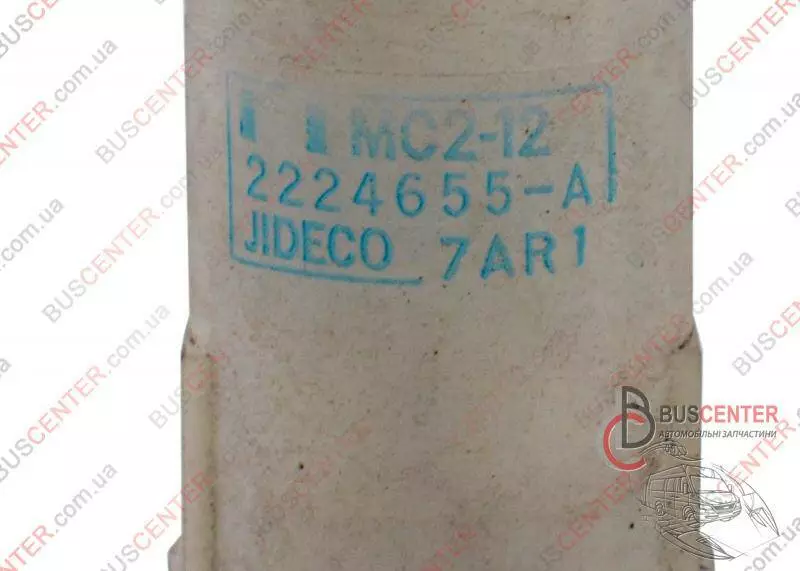 MC2-12
2224655-A
JIDECO 7AR1
BUSCENTER
АВТОМОБІЛЬНІ ЗАПЧАСТИНИ
BUSCENTER.com.ua